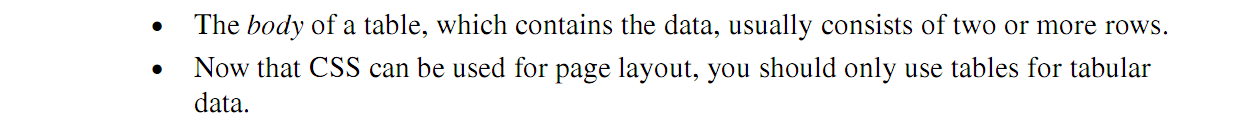 • The body of a table, which contains the data, usually consists of two or more rows.
• Now that CSS can be used for page layout, you should only use tables for tabular
data.